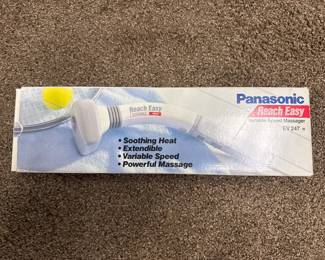 Panasonic
Reach Easy
Variable Speed Massager
EV 247
Reach Easy
• Soothing Heat
• Extendible
• Variable Speed
• Powerful Massage